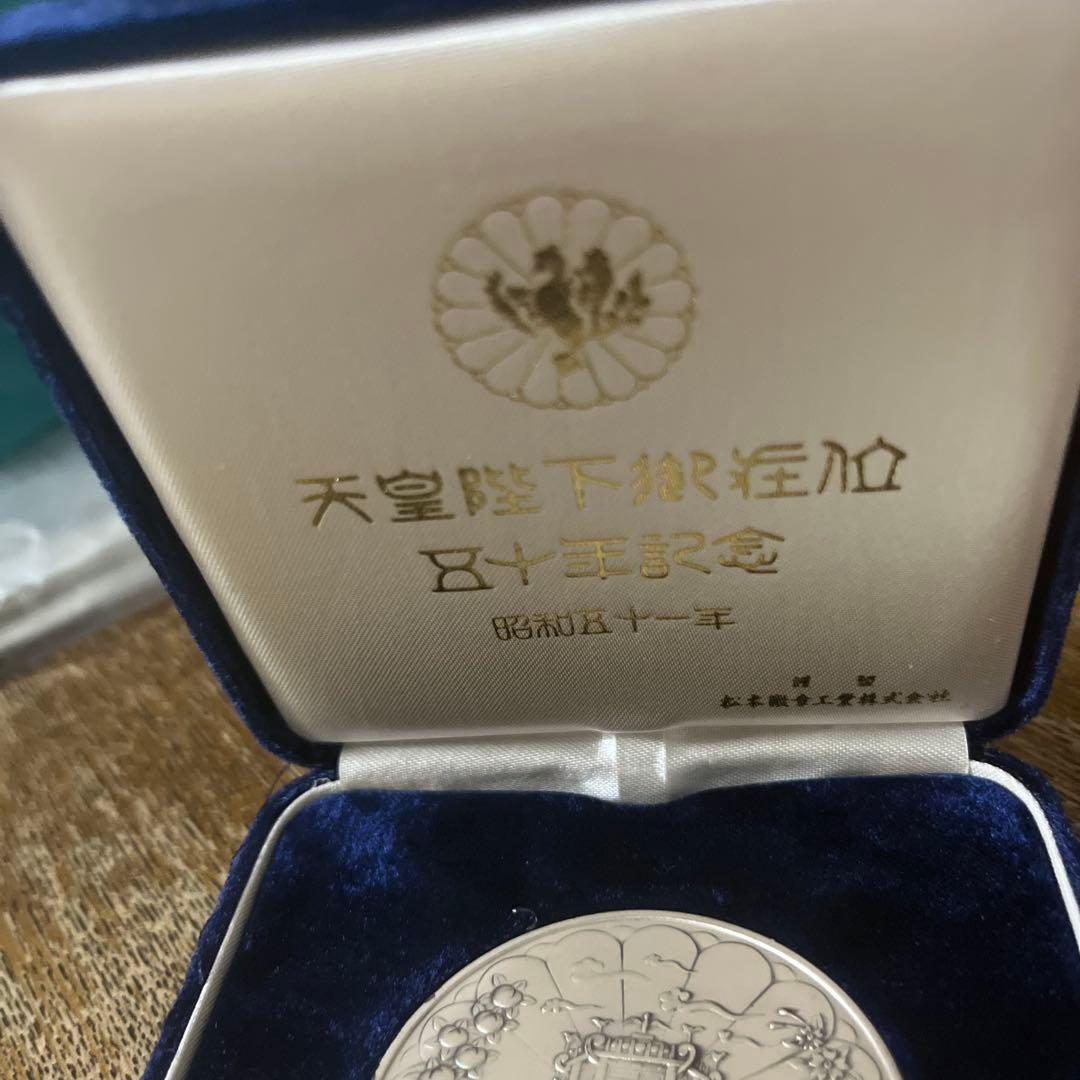 天皇陛下御在位
五十年記念
昭和五十一年
謹製
松本徽章工業株式会社